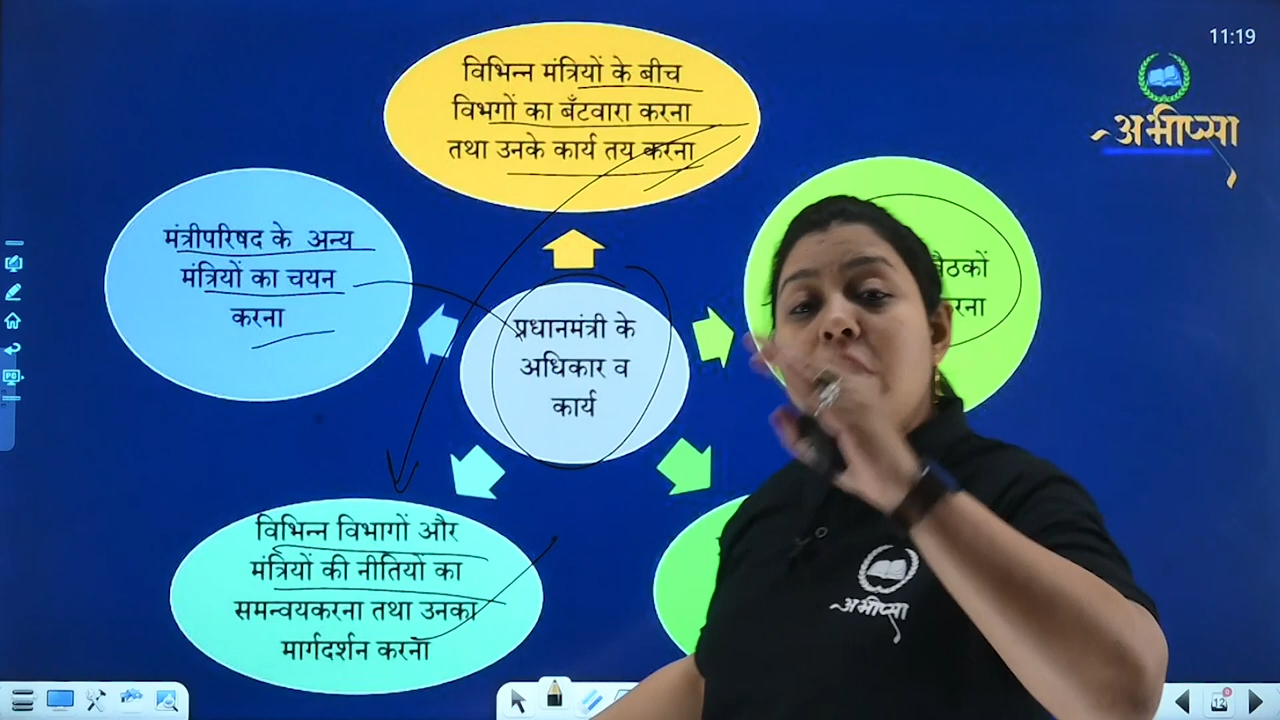 11:19
अभीप्सा
विभिन्न मंत्रियों के बीच
विभगों का बँटवारा करना
तथा उनके कार्य तय करना
मंत्रीपरिषद के अन्य
मंत्रियों का चयन
करना
प्रधानमंत्री के
अधिकार व
कार्य
विभिन्न विभागों और
मंत्रियों की नीतियों का
समन्वयकरना तथा उनका
मार्गदर्शन करना
अभीप्सा
12